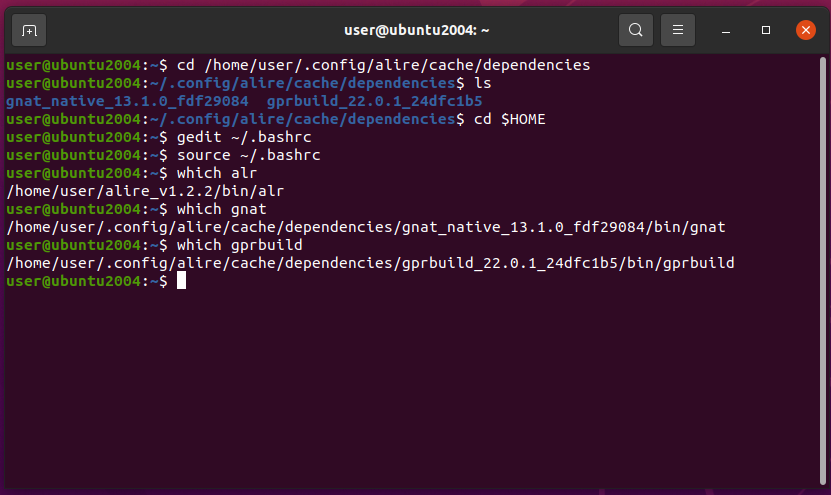 user@ubuntu2004: ~
user@ubuntu2004:~$ cd /home/user/.config/alire/cache/dependencies
user@ubuntu2004:~/.config/alire/cache/dependencies$ ls
gnat_native_13.1.0_fdf29084  gprbuild_22.0.1_24dfc1b5
user@ubuntu2004:~/.config/alire/cache/dependencies$ cd $HOME
user@ubuntu2004:~$ gedit ~/.bashrc
user@ubuntu2004:~$ source ~/.bashrc
user@ubuntu2004:~$ which alr
/home/user/alire_v1.2.2/bin/alr
user@ubuntu2004:~$ which gnat
/home/user/.config/alire/cache/dependencies/gnat_native_13.1.0_fdf29084/bin/gnat
user@ubuntu2004:~$ which gprbuild
/home/user/.config/alire/cache/dependencies/gprbuild_22.0.1_24dfc1b5/bin/gprbuild
user@ubuntu2004:~$